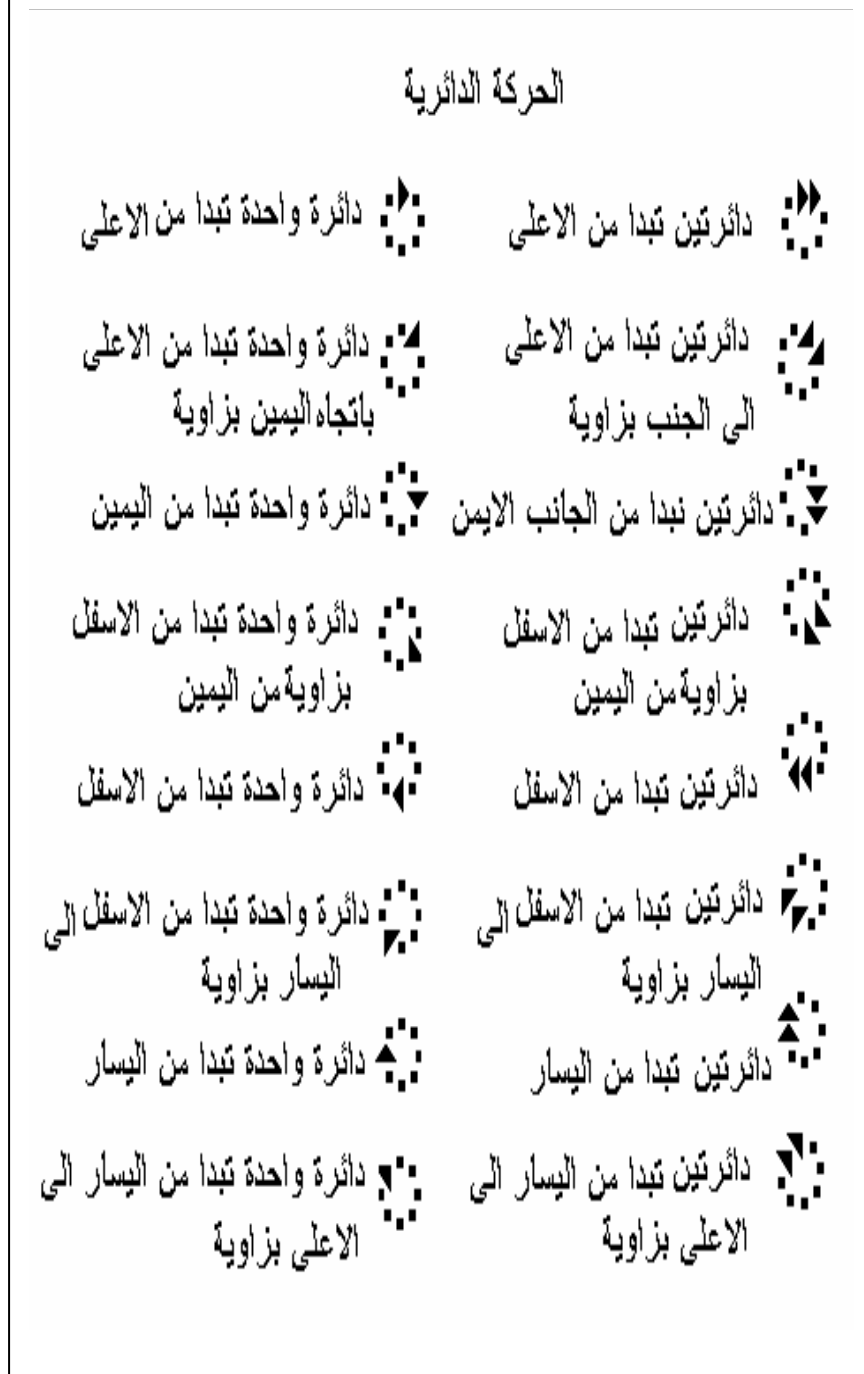 الحركة الدائرية
دائرتين تبدا من الاعلى
دائرة واحدة تبدا من الاعلى
دائرتين تبدا من الاعلى
الى الجنب بزاوية
دائرة واحدة تبدا من الاعلى
باتجاه اليمين بزاوية
دائرتين نبدا من الجانب الايمن
دائرة واحدة تبدا من اليمين
دائرتين تبدا من الاسفل
بزاوية من اليمين
دائرة واحدة تبدا من الاسفل
بزاوية من اليمين
دائرتين تبدا من الاسفل
دائرة واحدة تبدا من الاسفل
دائرتين تبدا من الاسفل الى
اليسار بزاوية
دائرة واحدة تبدا من الاسفل الى
اليسار بزاوية
دائرتين تبدا من اليسار
دائرة واحدة تبدا من اليسار
دائرتين تبدا من اليسار الى
الاعلى بزاوية
دائرة واحدة تبدا من اليسار الى
الاعلى بزاوية